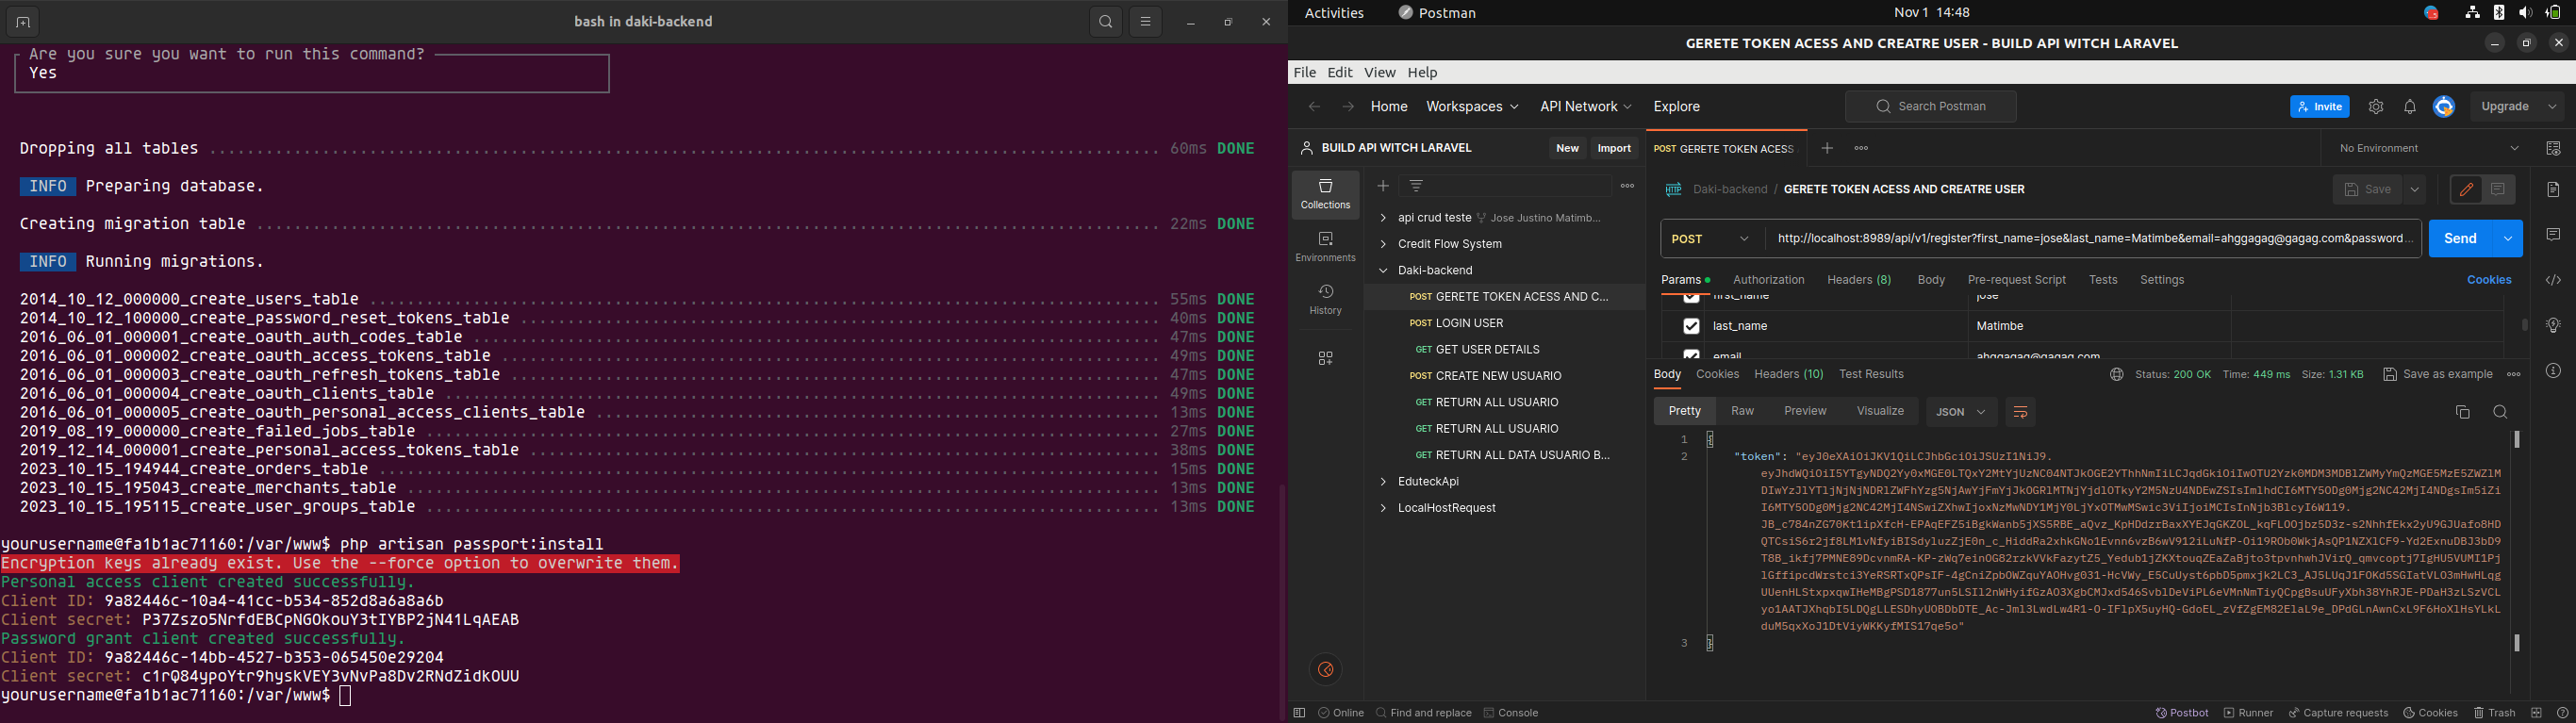 bash in daki-backend
Are you sure you want to run this command?
Yes
Dropping all tables 60ms DONE
INFO Preparing database.
Creating migration table 22ms DONE
INFO Running migrations.
2014_10_12_000000_create_users_table 55ms DONE
2014_10_12_100000_create_password_reset_tokens_table 40ms DONE
2016_06_01_000001_create_oauth_auth_codes_table 47ms DONE
2016_06_01_000002_create_oauth_access_tokens_table 49ms DONE
2016_06_01_000003_create_oauth_refresh_tokens_table 47ms DONE
2016_06_01_000004_create_oauth_clients_table 49ms DONE
2016_06_01_000005_create_oauth_personal_access_clients_table 13ms DONE
2019_08_19_000000_create_failed_jobs_table 27ms DONE
2019_12_14_000001_create_personal_access_tokens_table 38ms DONE
2023_10_15_194944_create_orders_table 15ms DONE
2023_10_15_195043_create_merchants_table 13ms DONE
2023_10_15_195115_create_user_groups_table 13ms DONE
yourusername@fa1b1ac71160:/var/www$ php artisan passport:install
Encryption keys already exist. Use the --force option to overwrite them.
Personal access client created successfully.
Client ID: 9a82446c-10a4-41cc-b534-852d8a6a8a6b
Client secret: P37Zszo5NrfdEBCpNGOkouY3tIYBP2jN41LqAEAB
Password grant client created successfully.
Client ID: 9a82446c-14bb-4527-b353-065450e29204
Client secret: c1rQ84ypoYtr9hyskVEY3vNvPa8Dv2RNdZidkOUU
yourusername@fa1b1ac71160:/var/www$
Activities Postman Nov 1 14:48
GERETE TOKEN ACESS AND CREATRE USER - BUILD API WITCH LARAVEL
File Edit View Help
Home Workspaces API Network Explore Search Postman Invite Upgrade
BUILD API WITCH LARAVEL New Import
POST GERETE TOKEN ACESS No Environment
Collections
Environments
History
api crud teste Jose Justino Matimb...
Credit Flow System
Daki-backend
POST GERETE TOKEN ACESS AND C...
POST LOGIN USER
GET GET USER DETAILS
POST CREATE NEW USUARIO
GET RETURN ALL USUARIO
GET RETURN ALL USUARIO
GET RETURN ALL DATA USUARIO B...
EduteckApi
LocalHostRequest
HTTP Daki-backend / GERETE TOKEN ACESS AND CREATRE USER Save
POST http://localhost:8989/api/v1/register?first_name=jose&last_name=Matimbe&email=ahggagag@gagag.com&password... Send
Params Authorization Headers (8) Body Pre-request Script Tests Settings Cookies
first_name jose
last_name Matimbe
email ahggagag@gagag.com
Body Cookies Headers (10) Test Results Status: 200 OK Time: 449 ms Size: 1.31 KB Save as example
Pretty Raw Preview Visualize JSON
1 {
2 "token": "eyJ0eXAiOiJKV1QiLCJhbGciOiJSUzI1NiJ9.
3 }
Online Find and replace Console Postbot Runner Capture requests Cookies Trash